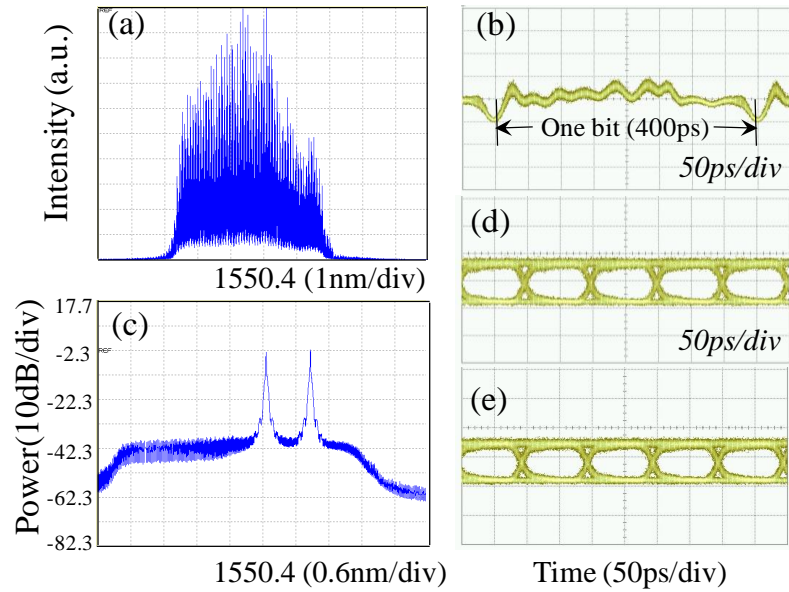 (a)
REF
Intensity (a.u.)
1550.4 (1nm/div)
(b)
One bit (400ps)
50ps/div
(c)
17.7
-2.3
REF
-22.3
-42.3
-62.3
-82.3
Power(10dB/div)
1550.4 (0.6nm/div)
(d)
50ps/div
(e)
Time (50ps/div)